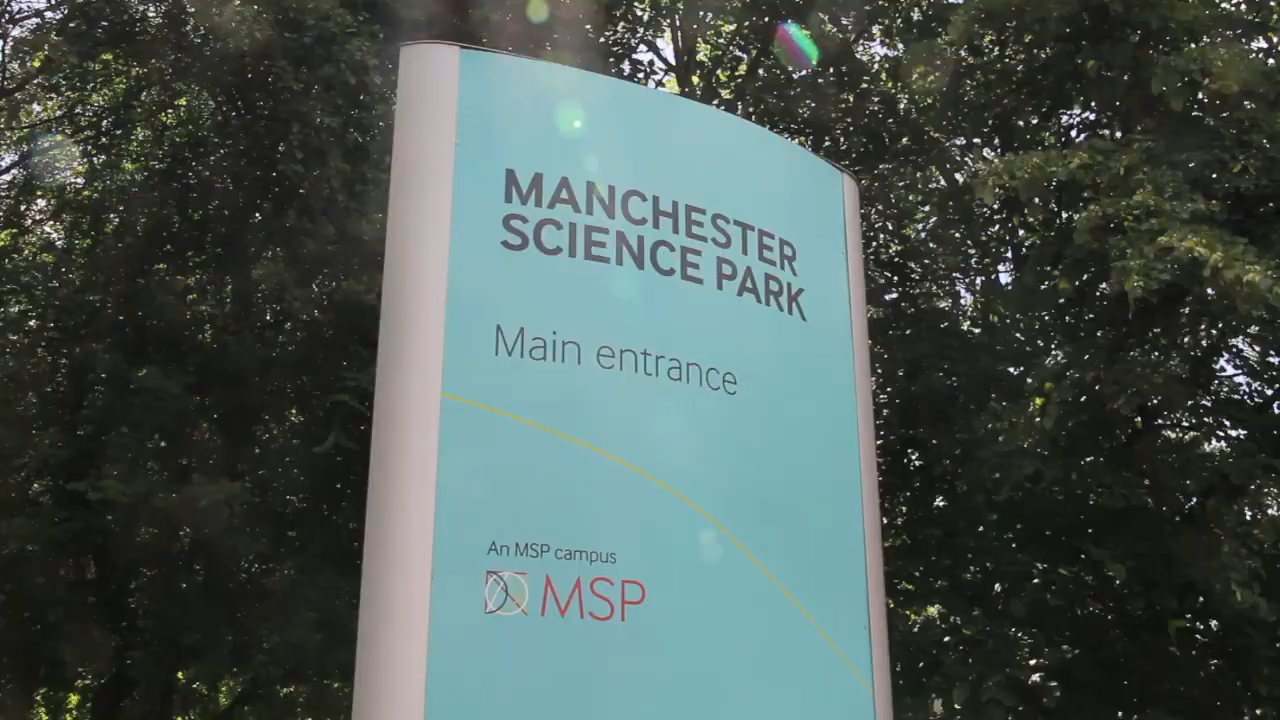 MANCHESTER
SCIENCE PARK
Main entrance
An MSP campus
MSP